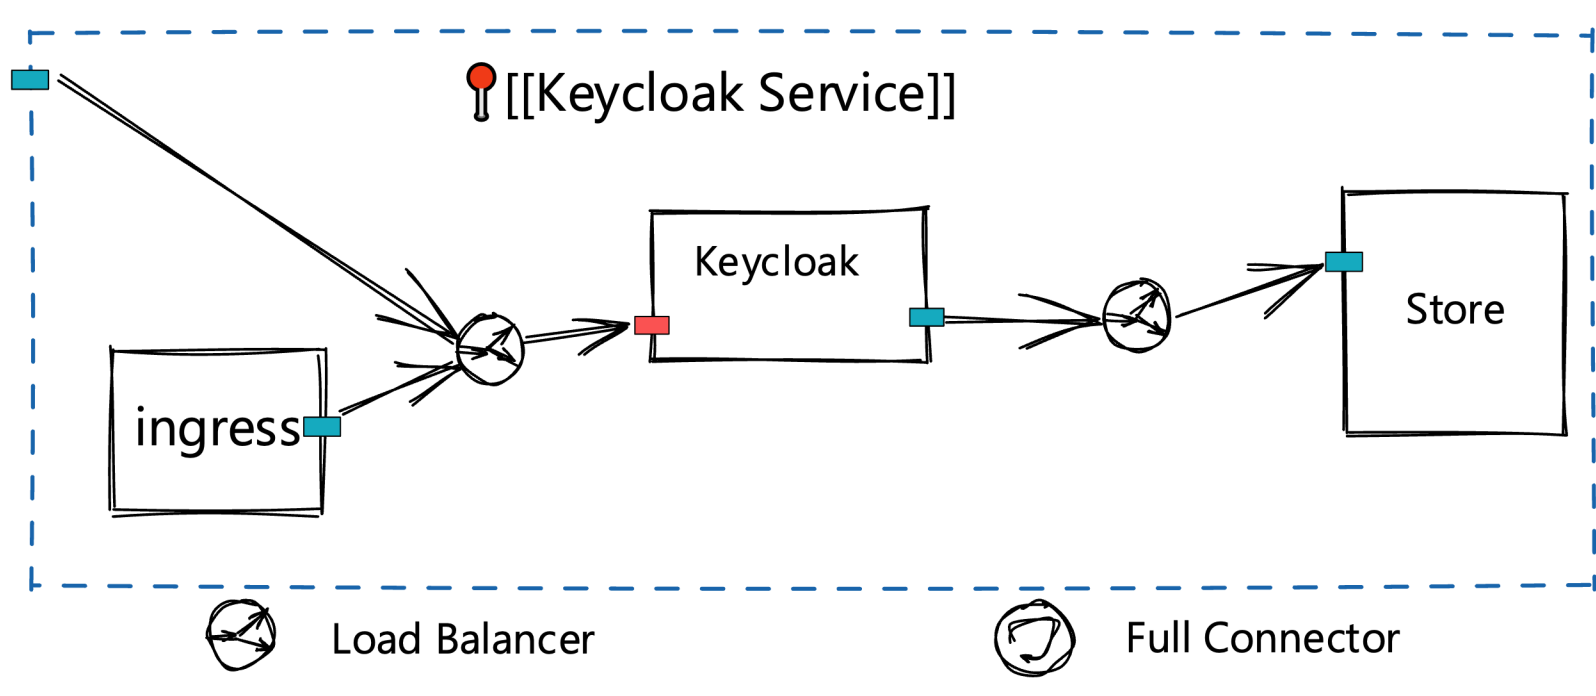 [[Keycloak Service]]
Keycloak
Store
ingress
Load Balancer
Full Connector